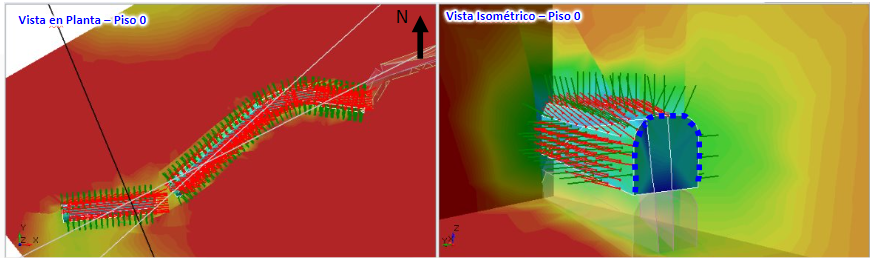 Vista en Planta – Piso 0
N
Y
Z X
Vista Isométrico – Piso 0
Z
Y X